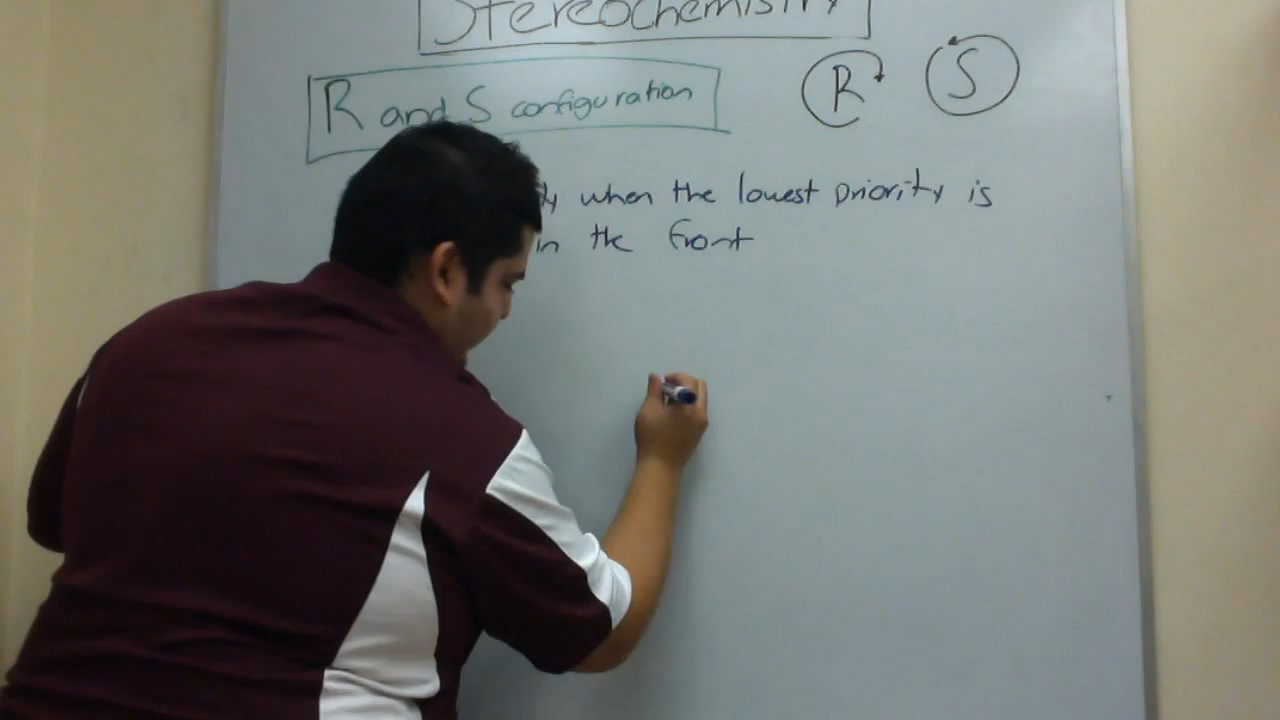 Stereochemistry
R and S configuration
R
S
when the lowest priority is
in the front